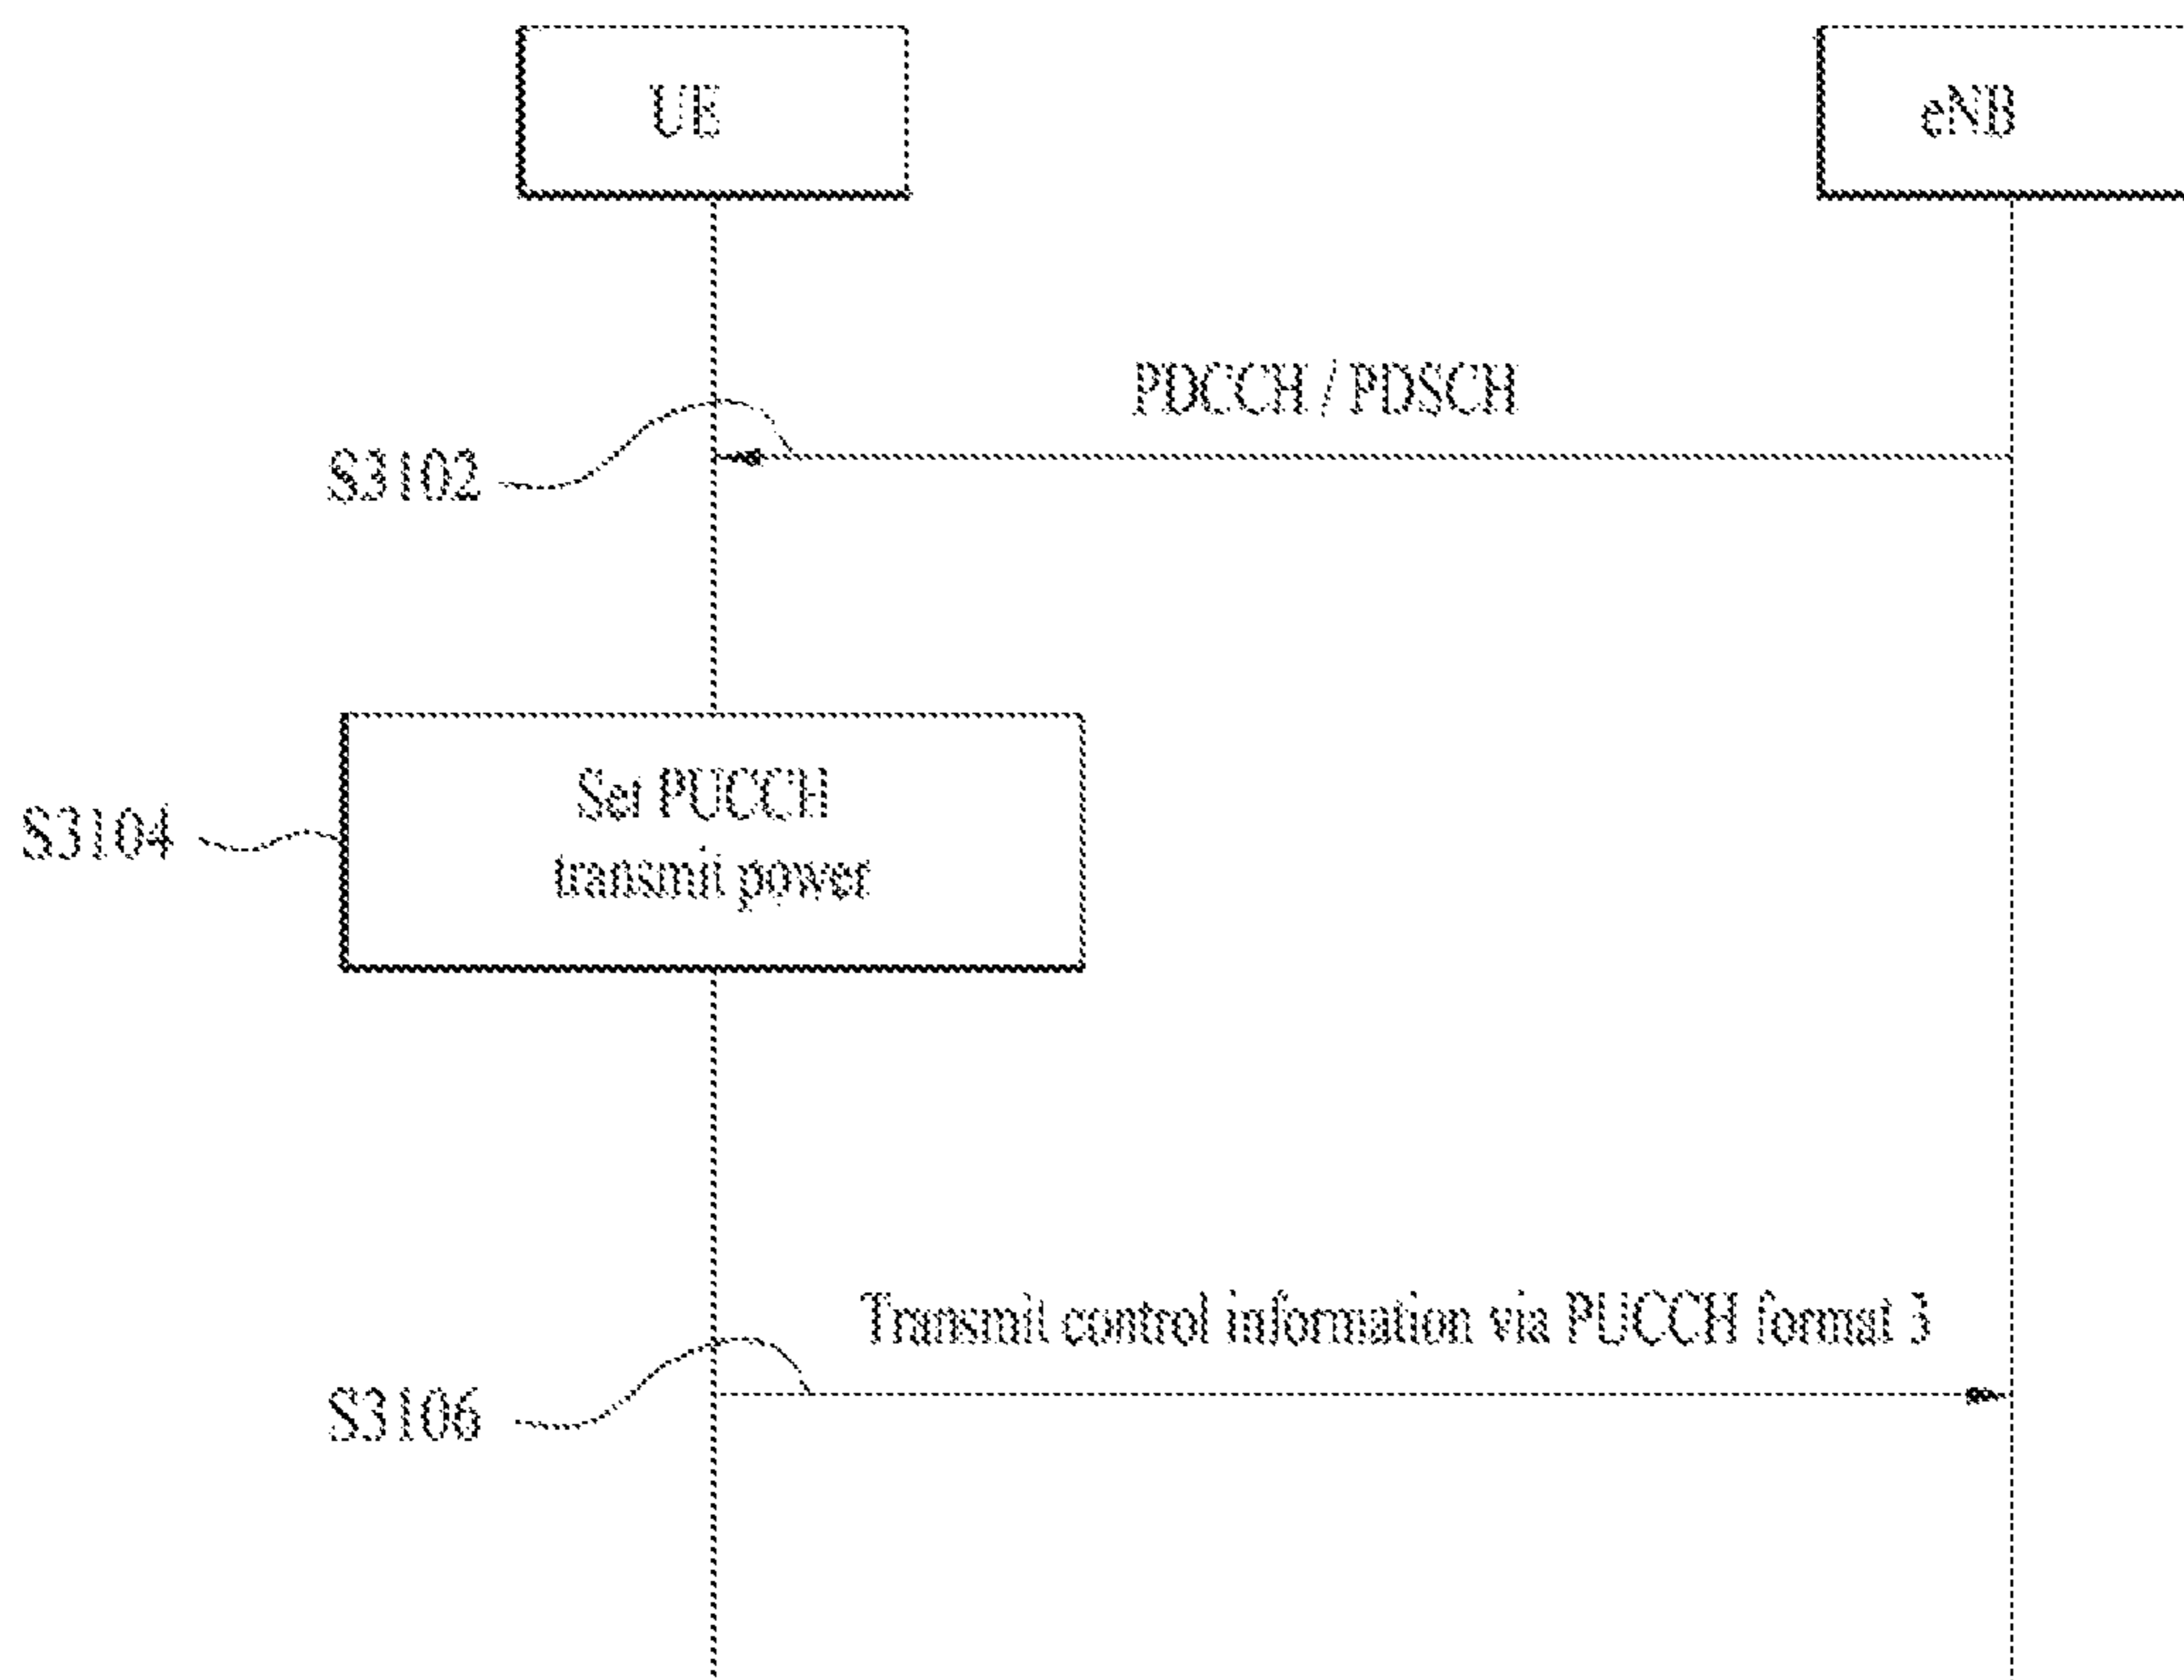 UE
eNB
PDCCH / PDSCH
S3102
Set PUCCH
transmit power
S3104
Transmit control information via PUCCH format 3
S3106